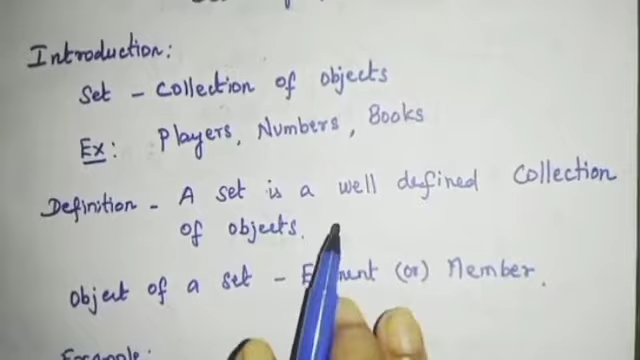 Introduction:
Set - Collection of objects
Ex: Players, Numbers, Books
Definition - A set is a well defined Collection
of objects.
Object of a set - (or) Member.
Example: